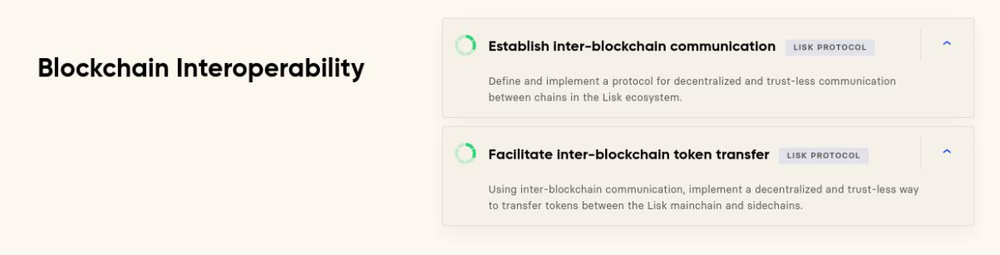 Blockchain Interoperability
Establish inter-blockchain communication LISK PROTOCOL
Define and implement a protocol for decentralized and trust-less communication
between chains in the Lisk ecosystem.
Facilitate inter-blockchain token transfer LISK PROTOCOL
Using inter-blockchain communication, implement a decentralized and trust-less way
to transfer tokens between the Lisk mainchain and sidechains.